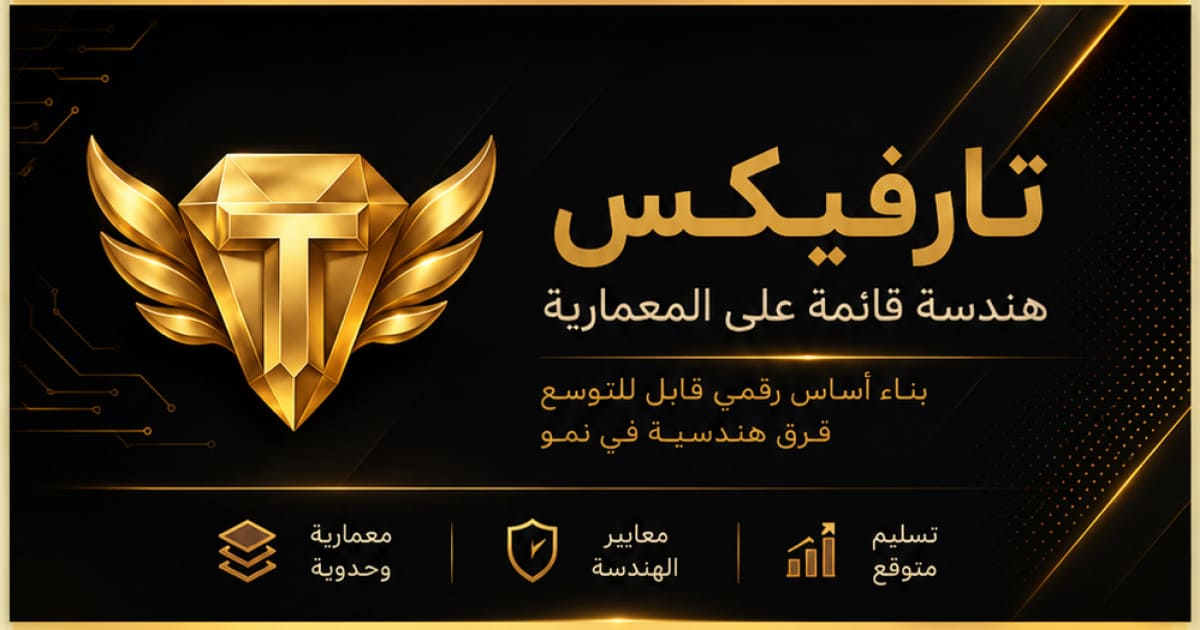 T
تارفيكس
هندسة قائمة على المعمارية
بناء أساس رقمي قابل للتوسع
قرق هندسية في نمو
تسليم
متوقع
معايير
الهندسة
معمارية
وحدوية